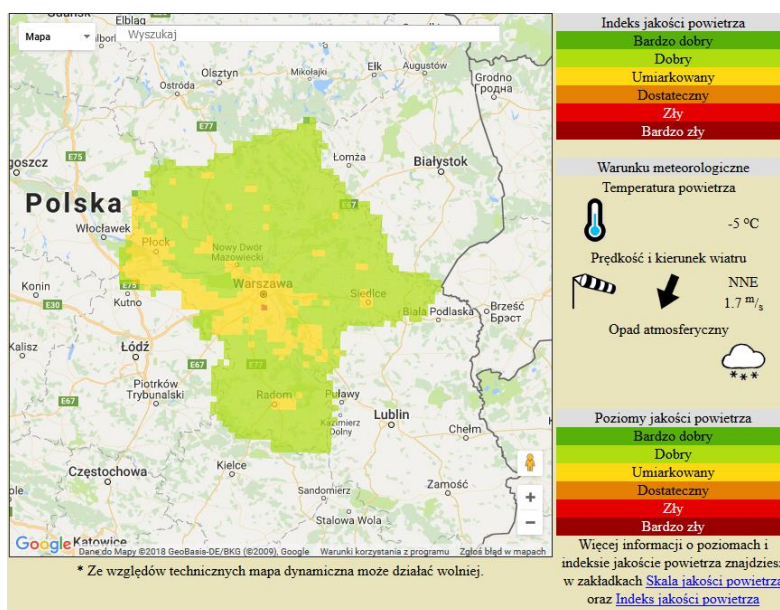 Gdańsk
Elbląg
Mapa
Malbork
Wyszukaj
Olsztyn
Mikołajki
Ełk
Augustów
Ostróda
Grodno
Гродна
E77
E75
Łomża
Białystok
Polska
E67
Włocławek
Płock
Nowy Dwór
Mazowiecki
Konin
Kutno
E75
Warszawa
Siedlce
E30
Biała Podlaska
Brześć
Брэст
Kalisz
Łódź
E67
E77
Piotrków
Trybunalski
E67
Radom
Puławy
Kazimierz
Dolny
Lublin
Chełm
Częstochowa
Kielce
Zamość
Sandomierz
Stalowa Wola
+
−
Google
Katowice
Dane do Mapy ©2018 GeoBasis-DE/BKG (©2009), Google
Warunki korzystania z programu
Zgłoś błąd w mapach
* Ze względów technicznych mapa dynamiczna może działać wolniej.
Indeks jakości powietrza
Bardzo dobry
Dobry
Umiarkowany
Dostateczny
Zły
Bardzo zły
Warunku meteorologiczne
Temperatura powietrza
-5 °C
Prędkość i kierunek wiatru
NNE
1.7 m/s
Opad atmosferyczny
Poziomy jakości powietrza
Bardzo dobry
Dobry
Umiarkowany
Dostateczny
Zły
Bardzo zły
Więcej informacji o poziomach i
indeksie jakoście powietrza znajdziesz
w zakładkach Skala jakości powietrza
oraz Indeks jakości powietrza